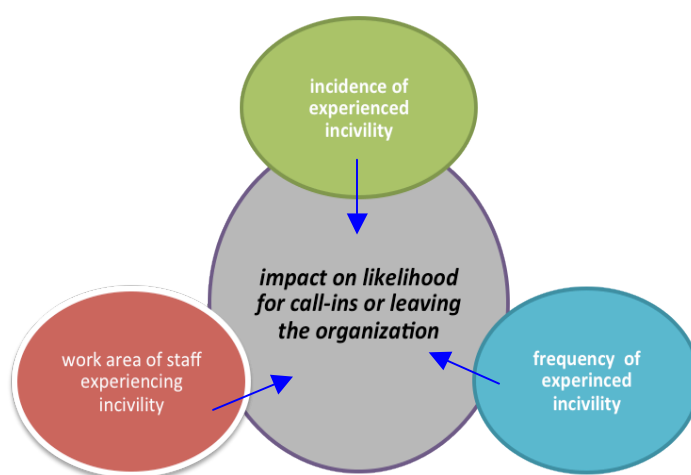 incidence of
experienced
incivility
impact on likelihood
for call-ins or leaving
the organization
work area of staff
experiencing
incivility
frequency of
experinced
incivility